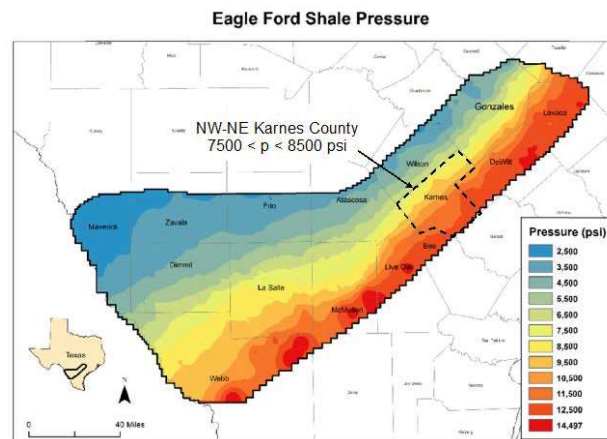 Eagle Ford Shale Pressure
NW-NE Karnes County
7500 < p < 8500 psi
Gonzales
Lavaca
Wilson
DeWitt
Karnes
Atascosa
Frio
Zavala
Maverick
Bee
Dimmit
Live Oak
La Salle
McMullen
Webb
Pressure (psi)
2,500
3,500
4,500
5,500
6,500
7,500
8,500
9,500
10,500
11,500
12,500
14,497
Texas
N
0 40 Miles